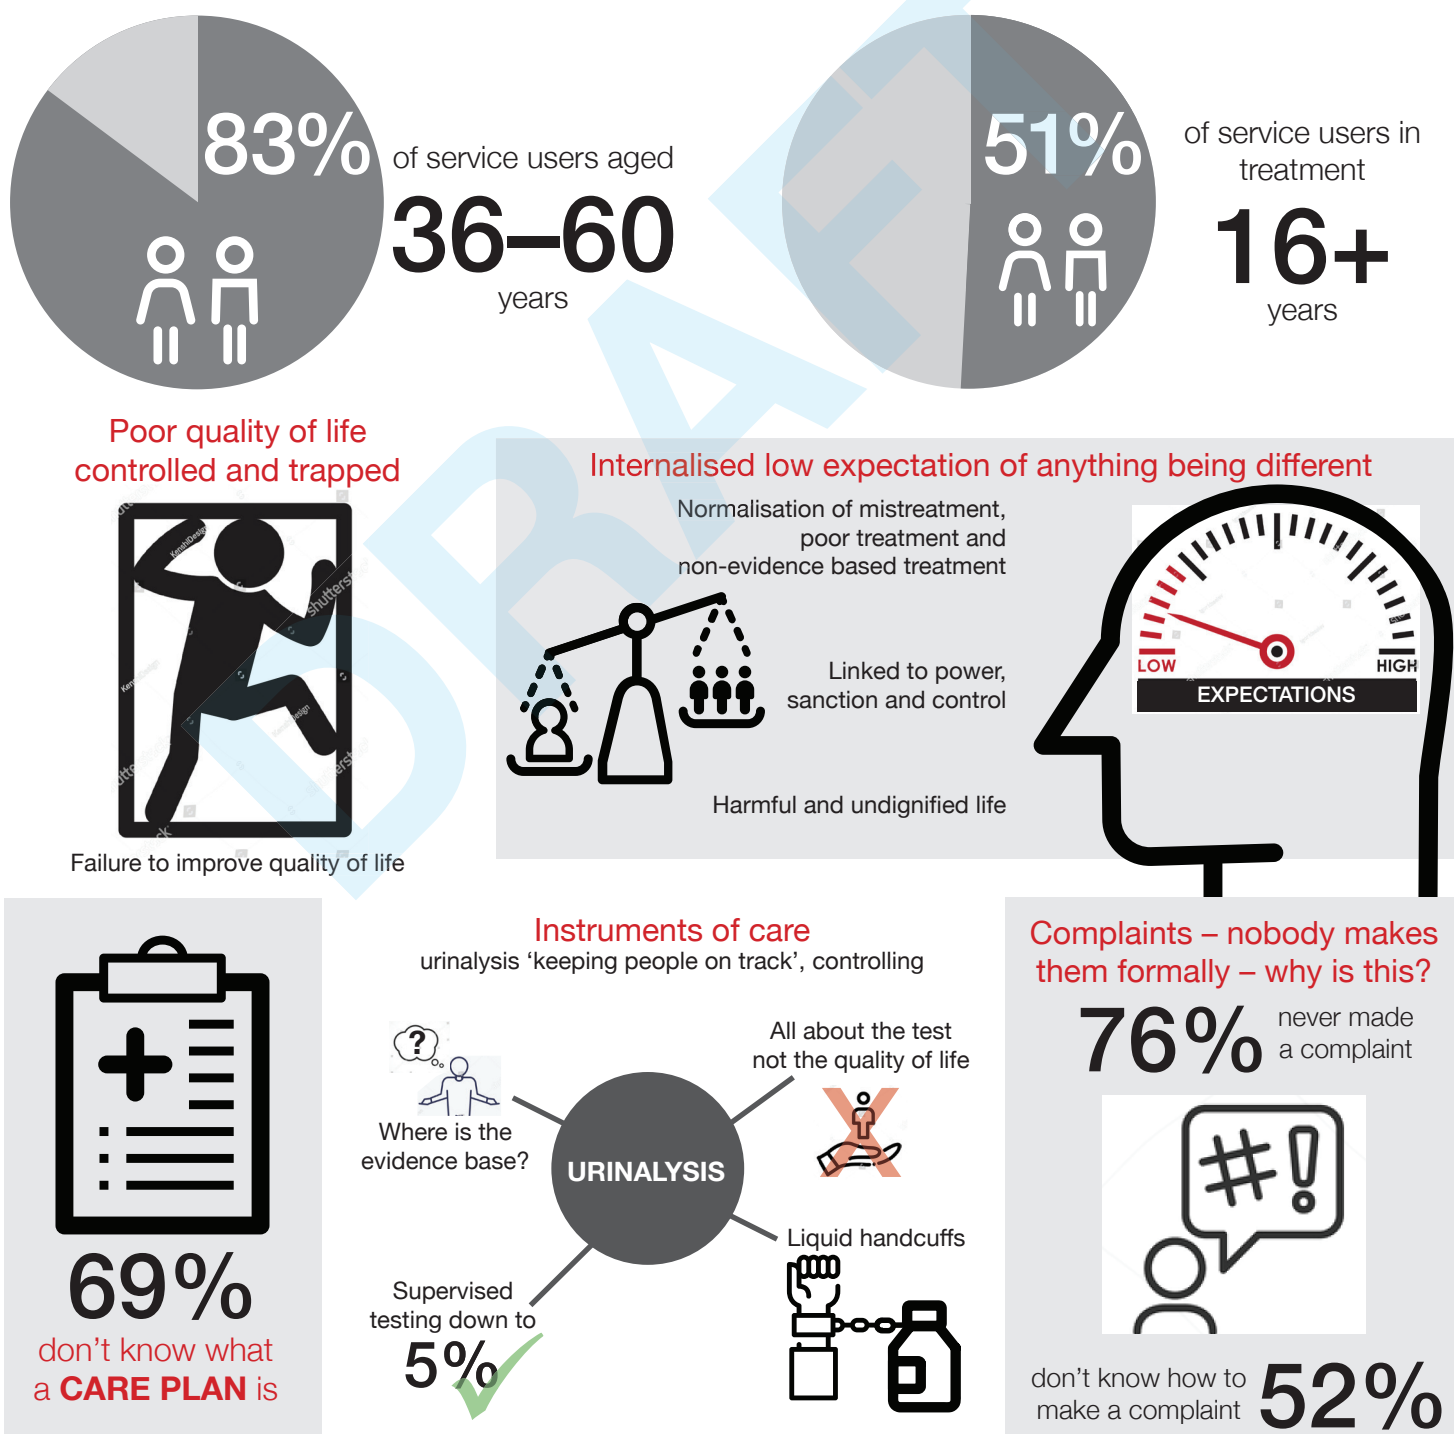 83%
of service users aged
36–60
years
51%
of service users in
treatment
16+
years
DRAFT
Poor quality of life
controlled and trapped
KenshiDesign
shutterst
KenshiDesign
Failure to improve quality of life
Internalised low expectation of anything being different
Normalisation of mistreatment,
poor treatment and
non-evidence based treatment
Linked to power,
sanction and control
Harmful and undignified life
LOW
HIGH
EXPECTATIONS
69%
don’t know what
a CARE PLAN is
Instruments of care
urinalysis ‘keeping people on track’, controlling
?
Where is the
evidence base?
All about the test
not the quality of life
URINALYSIS
Liquid handcuffs
Supervised
testing down to
5%
Complaints – nobody makes
them formally – why is this?
76%
never made
a complaint
#!
don’t know how to
make a complaint
52%